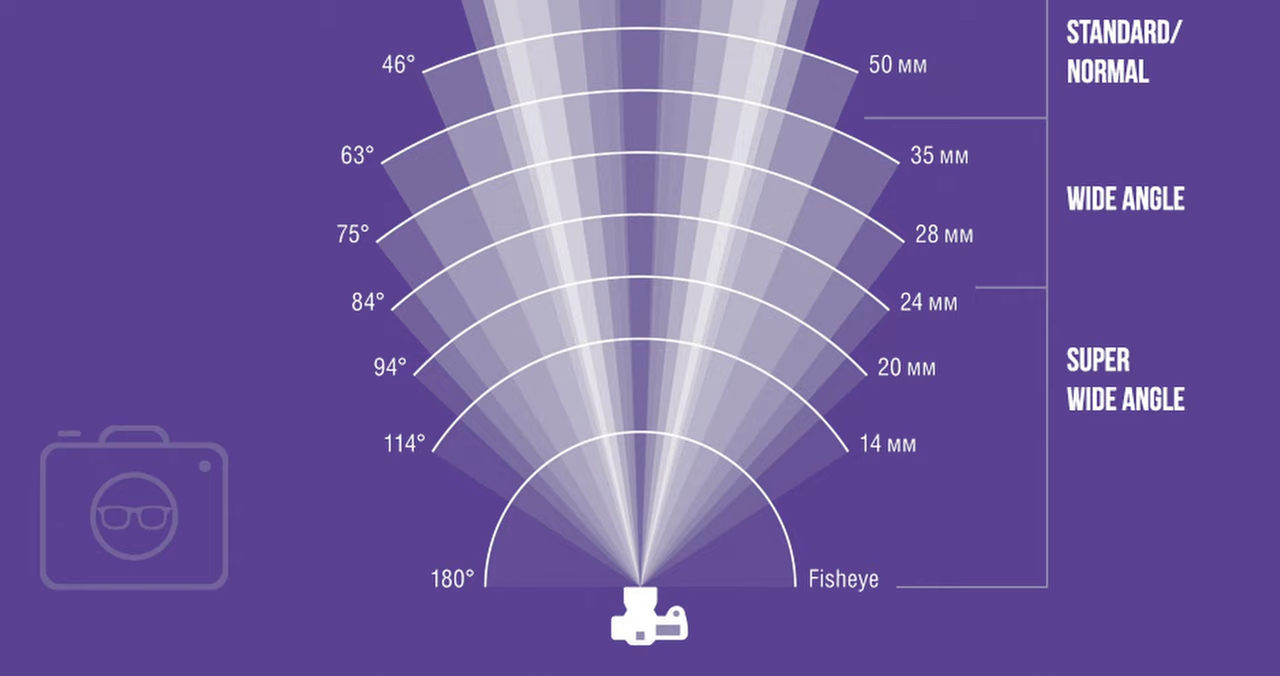 STANDARD/
NORMAL
46° 50 мм
63° 35 мм
WIDE ANGLE
75° 28 мм
84° 24 мм
SUPER
WIDE ANGLE
94° 20 мм
114° 14 мм
180° Fisheye